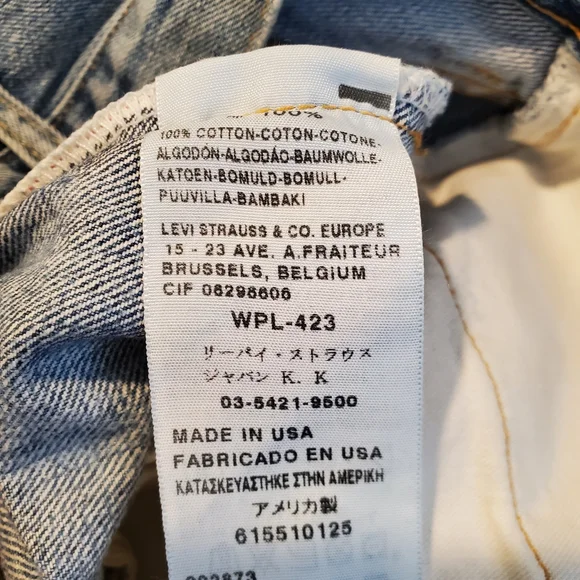 100%
100% COTTON-COTON-COTONE-
ALGODÓN-ALGODÃO-BAUMWOLLE-
KATOEN-BOMULD-BOMULL-
PUUVILLA-BAMBAKI
LEVI STRAUSS & CO. EUROPE
15 - 23 AVE. A.FRAITEUR
BRUSSELS, BELGIUM
CIF 06298606
WPL-423
リーバイ・ストラウス
ジャパン K. K
03-5421-9500
MADE IN USA
FABRICADO EN USA
ΚΑΤΑΣΚΕΥΑΣΤΗΚΕ ΣΤΗΝ ΑΜΕΡΙΚΗ
アメリカ製
615510125